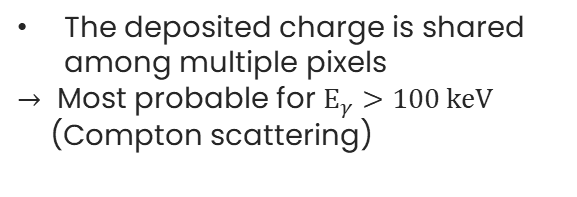 • The deposited charge is shared
among multiple pixels
→ Most probable for Eγ > 100 keV
(Compton scattering)